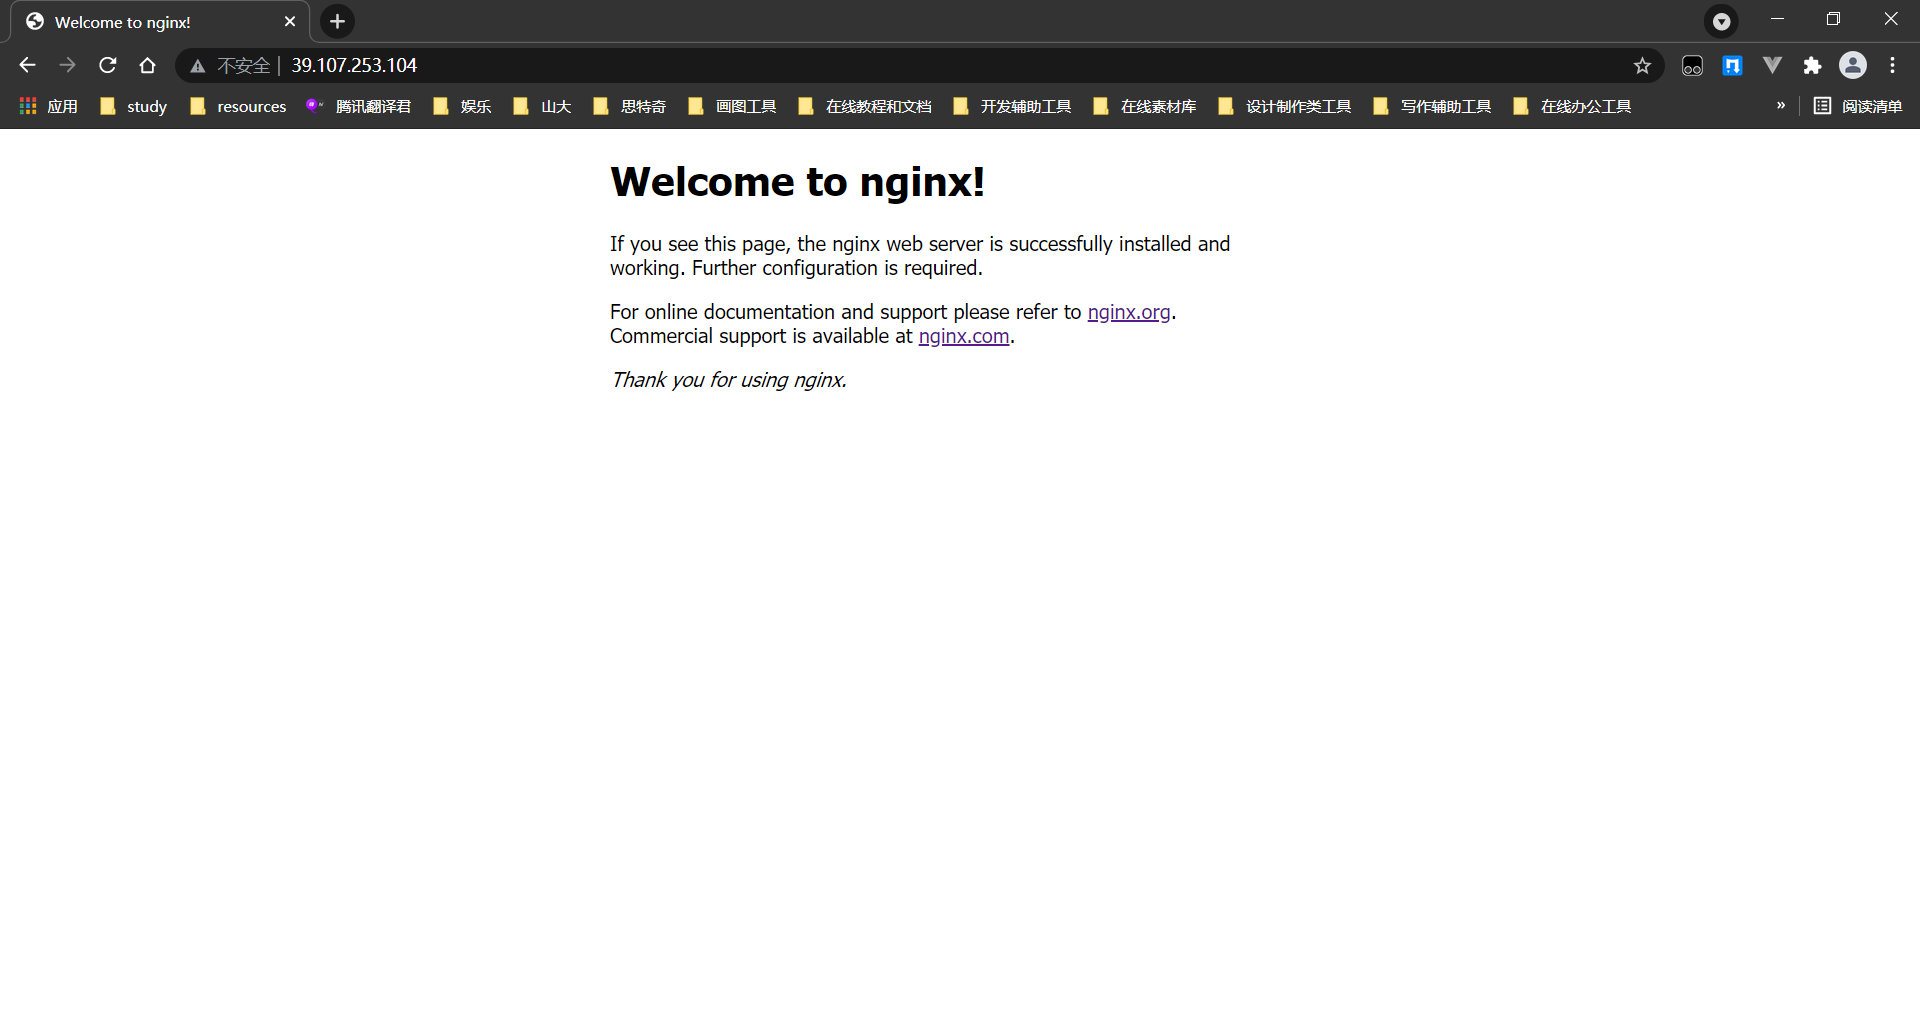 Welcome to nginx!
不安全 39.107.253.104
应用 study resources 腾讯翻译君 娱乐 山大 思特奇 画图工具 在线教程和文档 开发辅助工具 在线素材库 设计制作类工具 写作辅助工具 在线办公工具 » 阅读清单
Welcome to nginx!
If you see this page, the nginx web server is successfully installed and
working. Further configuration is required.
For online documentation and support please refer to nginx.org.
Commercial support is available at nginx.com.
Thank you for using nginx.